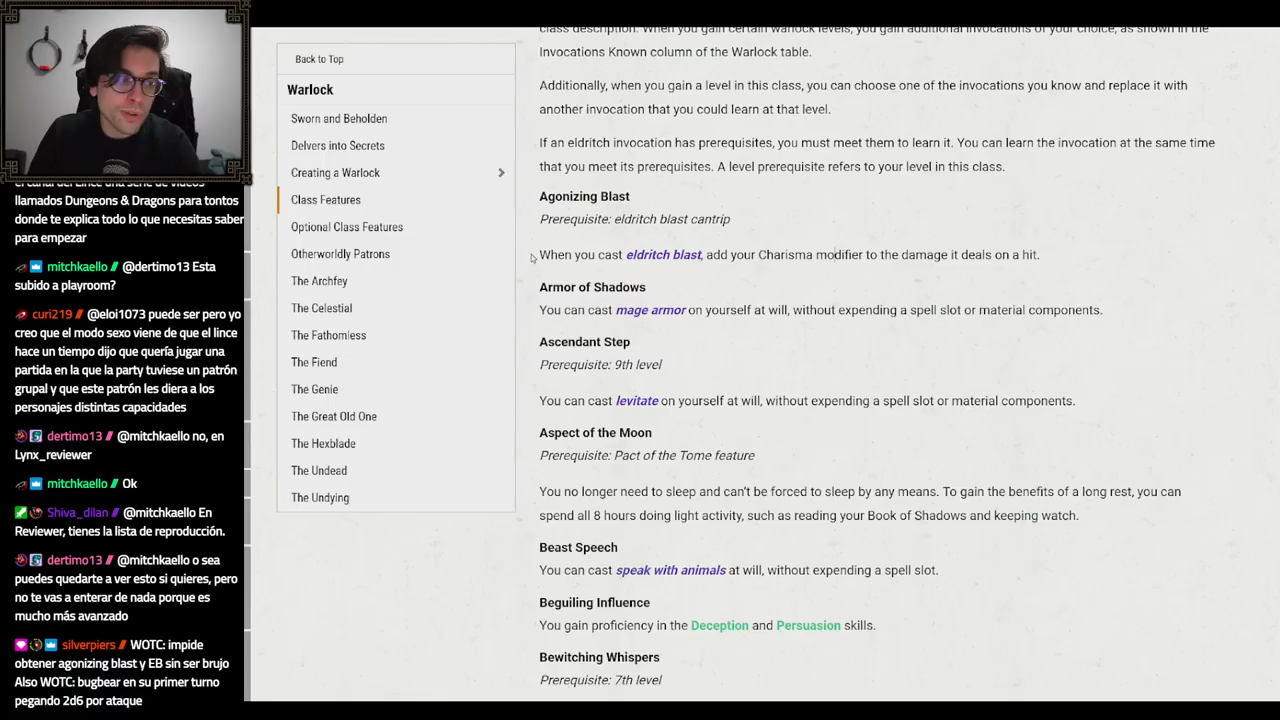 el canal del Lince una serie de videos
llamados Dungeons & Dragons para tontos
donde te explica todo lo que necesitas saber
para empezar
mitchkaello // @dertimo13 Esta
subido a playroom?
curi219 // @eloi1073 puede ser pero yo
creo que el modo sexo viene de que el lince
hace un tiempo dijo que quería jugar una
partida en la que la party tuviese un patrón
grupal y que este patrón les diera a los
personajes distintas capacidades
dertimo13 // @mitchkaello no, en
Lynx_reviewer
mitchkaello // Ok
Shiva_dilan // @mitchkaello En
Reviewer, tienes la lista de reproducción.
dertimo13 // @mitchkaello o sea
puedes quedarte a ver esto si quieres, pero
no te vas a enterar de nada porque es
mucho más avanzado
silverpiers // WOTC: impide
obtener agonizing blast y EB sin ser brujo
Also WOTC: bugbear en su primer turno
pegando 2d6 por ataque
Back to Top
Warlock
Sworn and Beholden
Delvers into Secrets
Creating a Warlock
Class Features
Optional Class Features
Otherworldly Patrons
The Archfey
The Celestial
The Fathomless
The Fiend
The Genie
The Great Old One
The Hexblade
The Undead
The Undying
class description. When you gain certain warlock levels, you gain additional invocations of your choice, as shown in the
Invocations Known column of the Warlock table.
Additionally, when you gain a level in this class, you can choose one of the invocations you know and replace it with
another invocation that you could learn at that level.
If an eldritch invocation has prerequisites, you must meet them to learn it. You can learn the invocation at the same time
that you meet its prerequisites. A level prerequisite refers to your level in this class.
Agonizing Blast
Prerequisite: eldritch blast cantrip
When you cast eldritch blast, add your Charisma modifier to the damage it deals on a hit.
Armor of Shadows
You can cast mage armor on yourself at will, without expending a spell slot or material components.
Ascendant Step
Prerequisite: 9th level
You can cast levitate on yourself at will, without expending a spell slot or material components.
Aspect of the Moon
Prerequisite: Pact of the Tome feature
You no longer need to sleep and can't be forced to sleep by any means. To gain the benefits of a long rest, you can
spend all 8 hours doing light activity, such as reading your Book of Shadows and keeping watch.
Beast Speech
You can cast speak with animals at will, without expending a spell slot.
Beguiling Influence
You gain proficiency in the Deception and Persuasion skills.
Bewitching Whispers
Prerequisite: 7th level